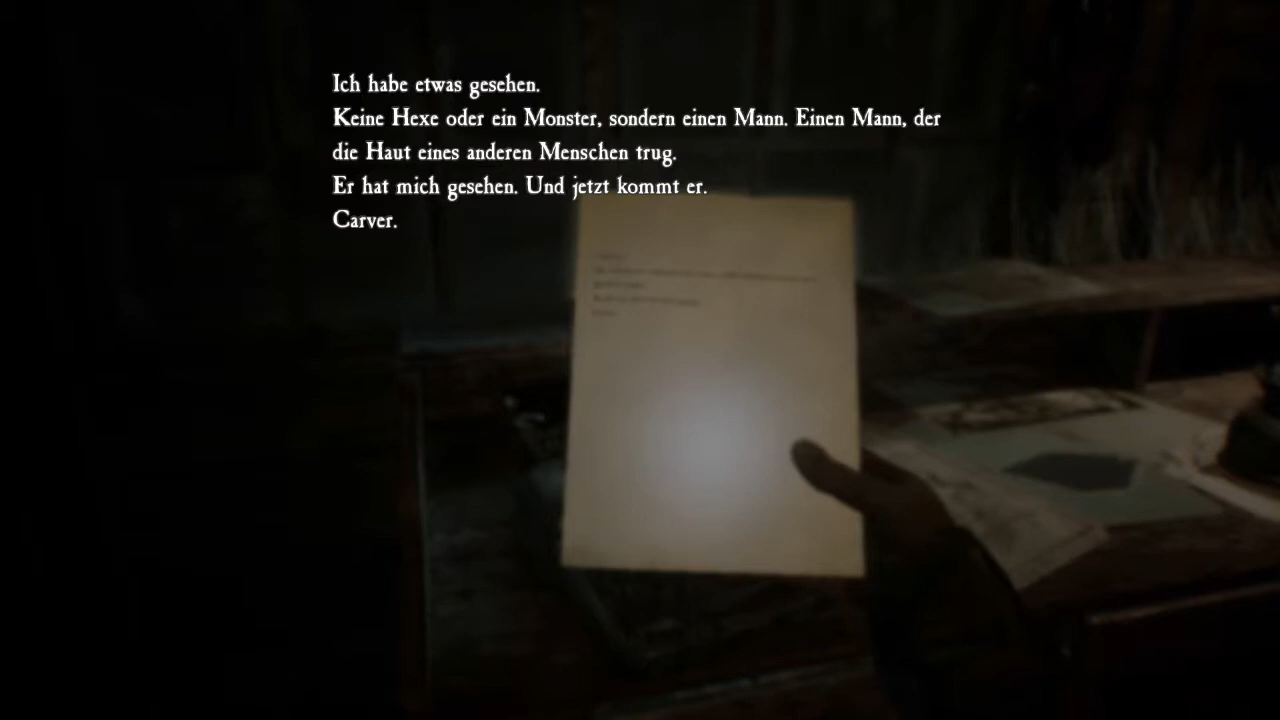 Ich habe etwas gesehen.
Keine Hexe oder ein Monster, sondern einen Mann. Einen Mann, der
die Haut eines anderen Menschen trug.
Er hat mich gesehen. Und jetzt kommt er.
Carver.